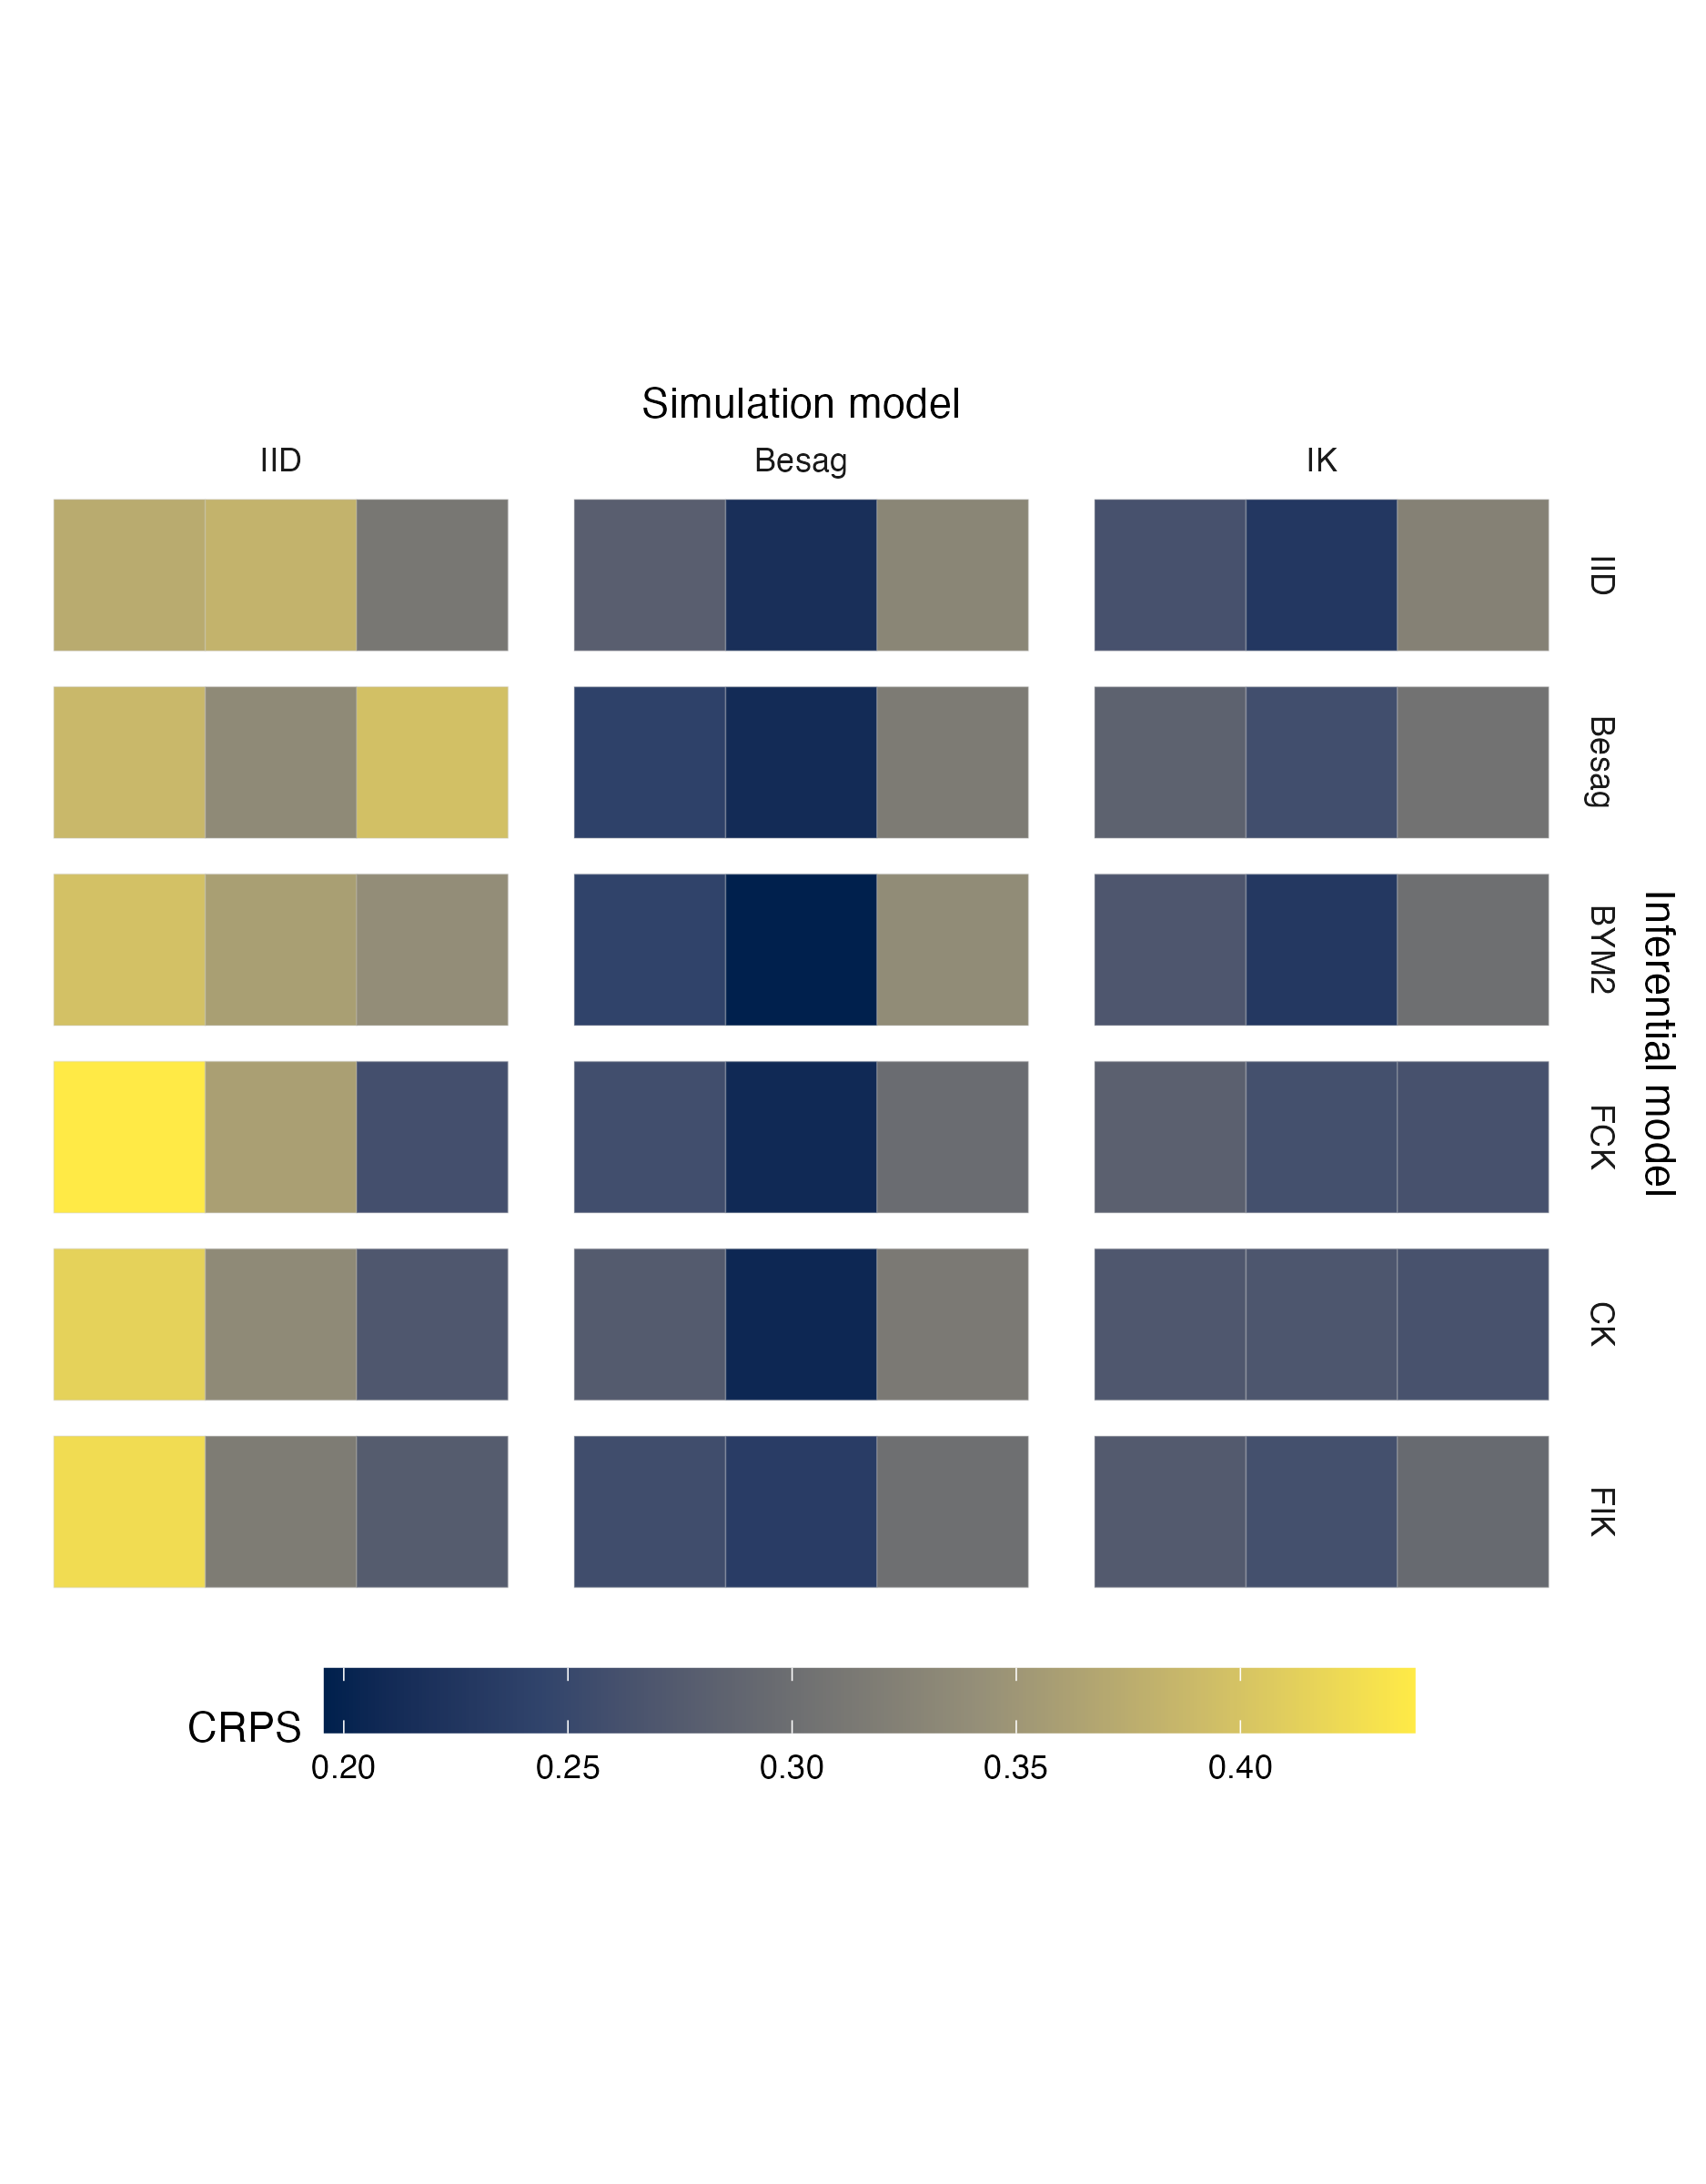 Simulation model
IID Besag IK
IID
Besag
BYM2
FCK
CK
FIK
Inferential model
CRPS
0.20 0.25 0.30 0.35 0.40